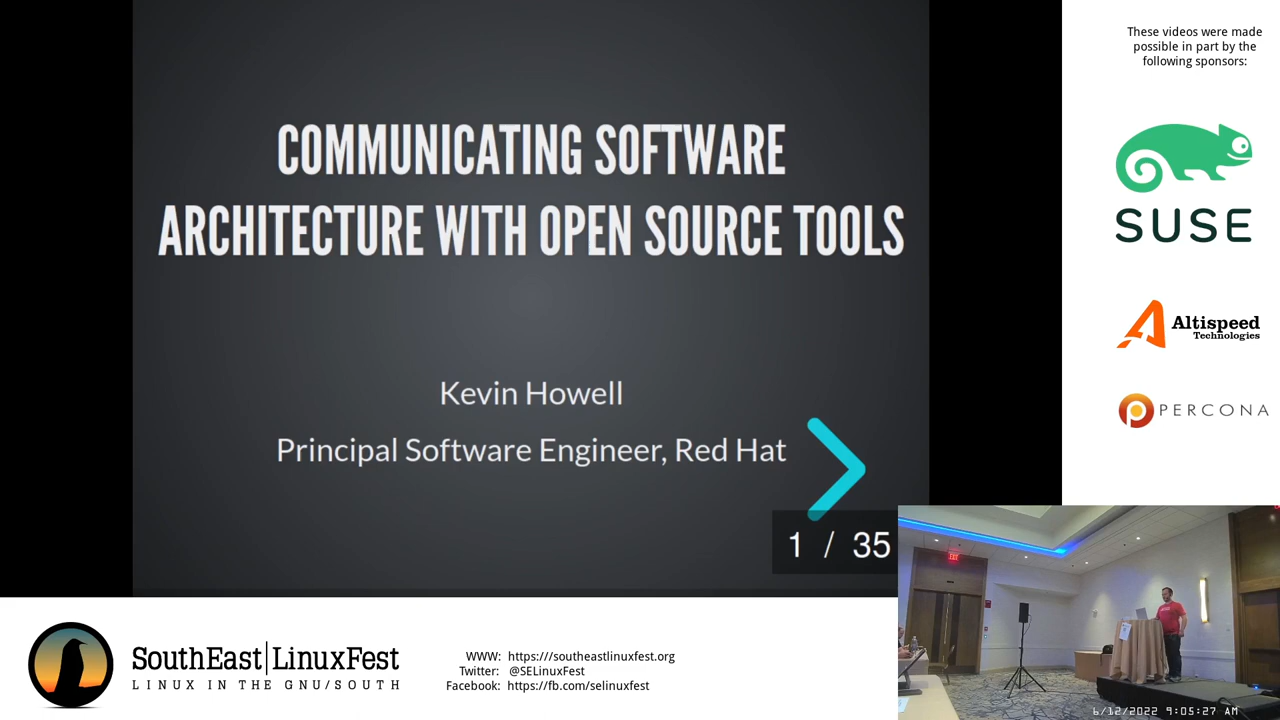 COMMUNICATING SOFTWARE
ARCHITECTURE WITH OPEN SOURCE TOOLS
Kevin Howell
Principal Software Engineer, Red Hat
1 / 35
These videos were made
possible in part by the
following sponsors:
SUSE
Altispeed
Technologies
PERCONA
SouthEast|LinuxFest
LINUX IN THE GNU/SOUTH
WWW: https://southeastlinuxfest.org
Twitter: @SELinuxFest
Facebook: https://fb.com/selinuxfest
6/12/2022 9:05:27 AM